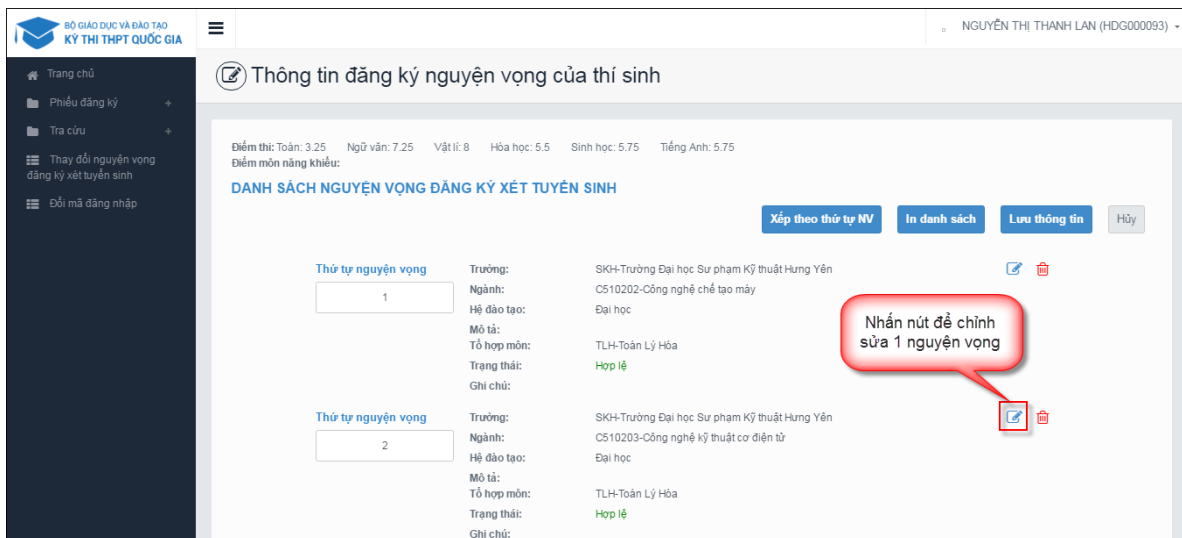 BỘ GIÁO DỤC VÀ ĐÀO TẠO
KỲ THI THPT QUỐC GIA
NGUYỄN THỊ THANH LAN (HDG000093)
Trang chủ
Phiếu đăng ký +
Tra cứu +
Thay đổi nguyện vọng
đăng ký xét tuyển sinh
Đổi mã đăng nhập
Thông tin đăng ký nguyện vọng của thí sinh
Điểm thi: Toán: 3.25 Ngữ văn: 7.25 Vật lí: 8 Hóa học: 5.5 Sinh học: 5.75 Tiếng Anh: 5.75
Điểm môn năng khiếu:
DANH SÁCH NGUYỆN VỌNG ĐĂNG KÝ XÉT TUYỂN SINH
Xếp theo thứ tự NV In danh sách Lưu thông tin Hủy
Thứ tự nguyện vọng
1
Trường: SKH-Trường Đại học Sư phạm Kỹ thuật Hưng Yên
Ngành: C510202-Công nghệ chế tạo máy
Hệ đào tạo: Đại học
Mô tả:
Tổ hợp môn: TLH-Toán Lý Hóa
Trạng thái: Hợp lệ
Ghi chú:
Nhấn nút để chỉnh
sửa 1 nguyện vọng
Thứ tự nguyện vọng
2
Trường: SKH-Trường Đại học Sư phạm Kỹ thuật Hưng Yên
Ngành: C510203-Công nghệ kỹ thuật cơ điện tử
Hệ đào tạo: Đại học
Mô tả:
Tổ hợp môn: TLH-Toán Lý Hóa
Trạng thái: Hợp lệ
Ghi chú: